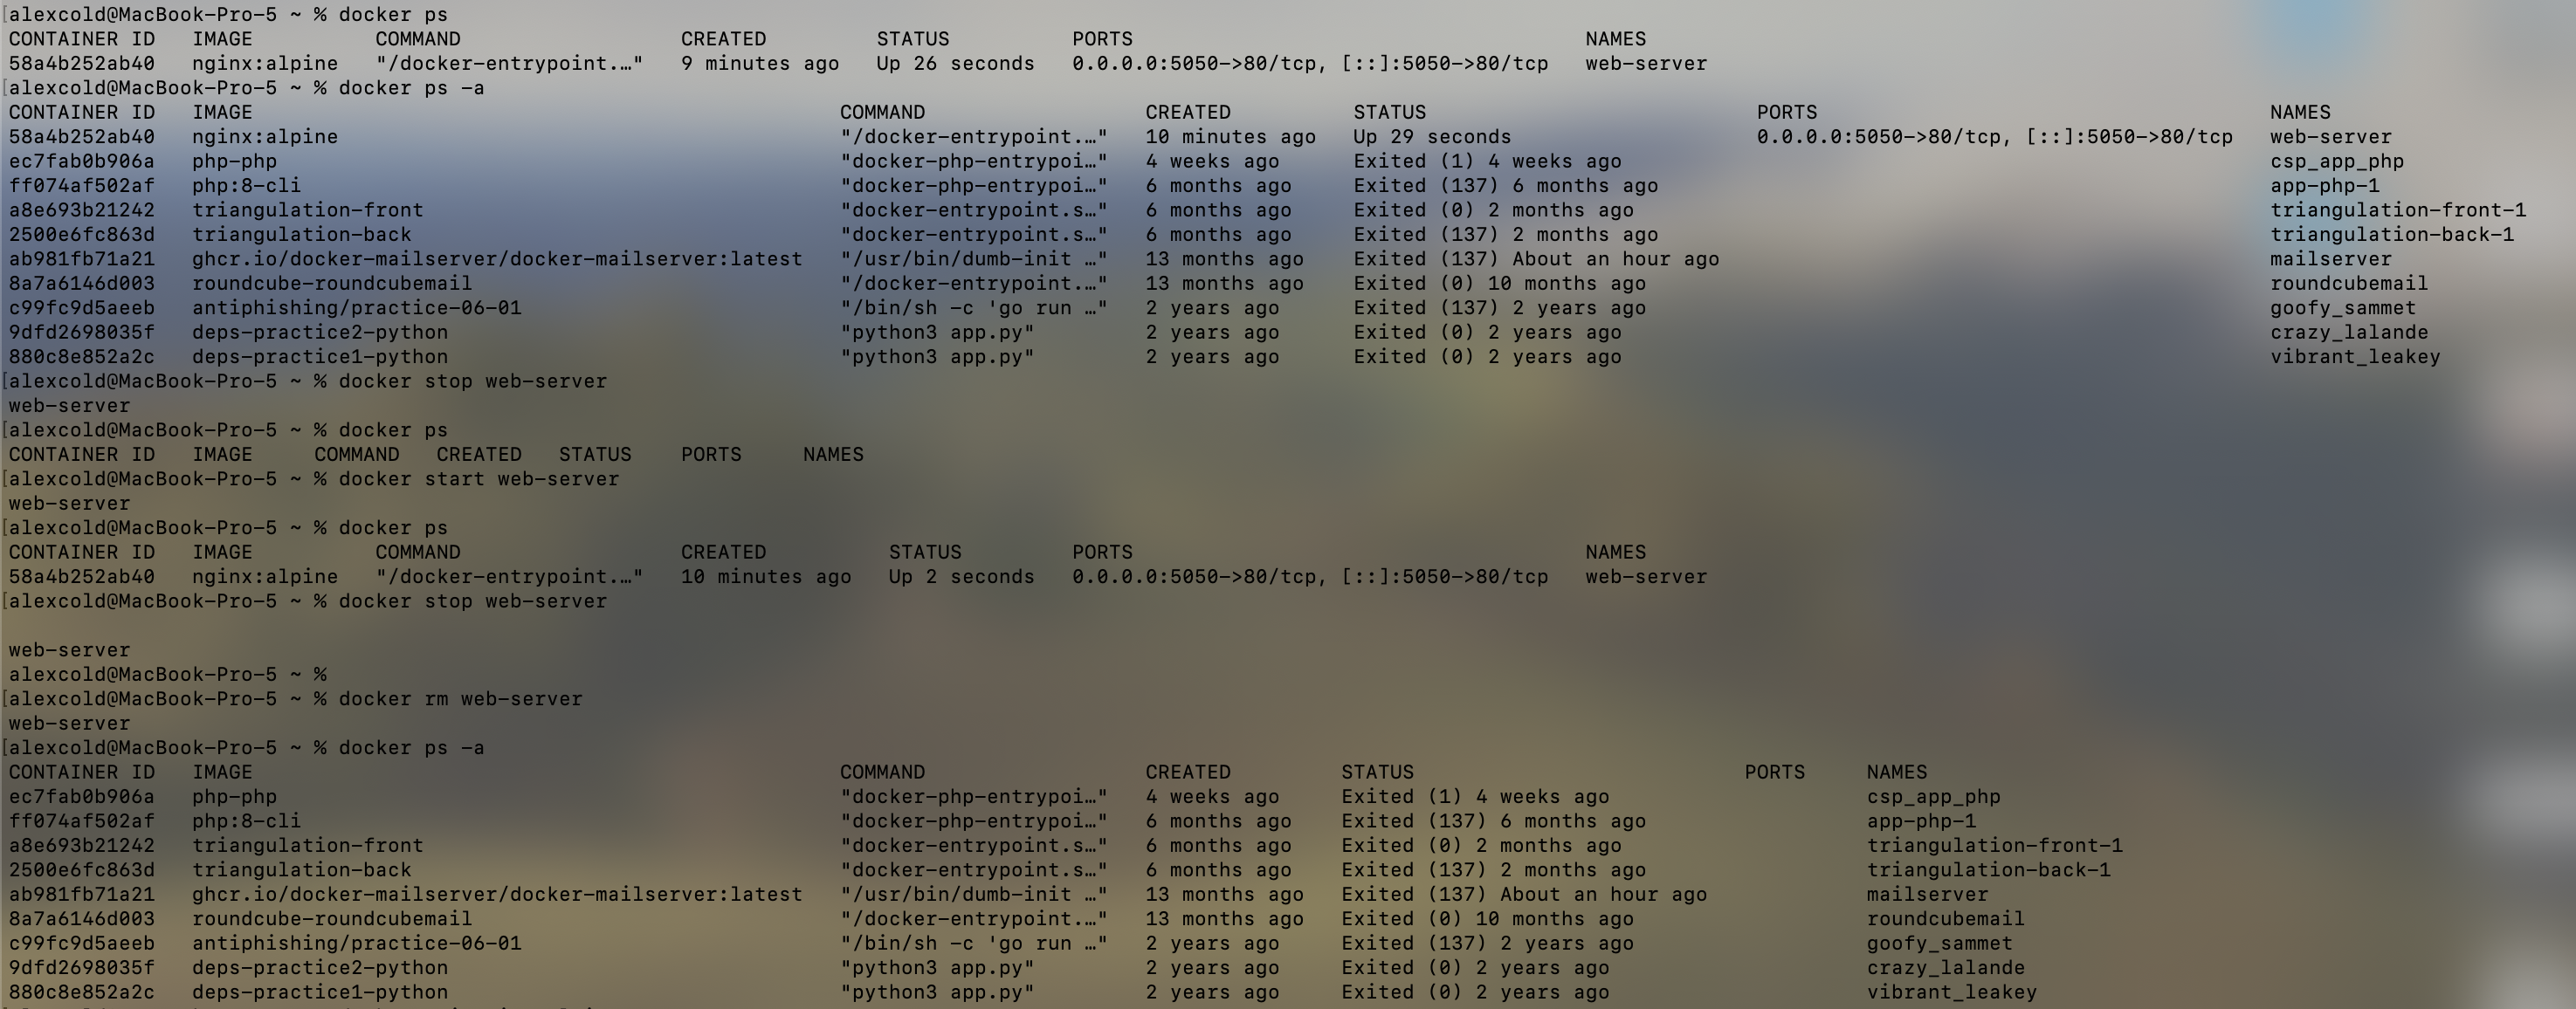 [alexcold@MacBook-Pro-5 ~ % docker ps
CONTAINER ID   IMAGE          COMMAND                  CREATED         STATUS          PORTS                                     NAMES
58a4b252ab40   nginx:alpine   "/docker-entrypoint.…"   9 minutes ago   Up 26 seconds   0.0.0.0:5050->80/tcp, [::]:5050->80/tcp   web-server
[alexcold@MacBook-Pro-5 ~ % docker ps -a
CONTAINER ID   IMAGE                                                COMMAND                  CREATED          STATUS                           PORTS                                     NAMES
58a4b252ab40   nginx:alpine                                         "/docker-entrypoint.…"   10 minutes ago   Up 29 seconds                    0.0.0.0:5050->80/tcp, [::]:5050->80/tcp   web-server
ec7fab0b906a   php-php                                              "docker-php-entrypoi…"   4 weeks ago      Exited (1) 4 weeks ago                                                     csp_app_php
ff074af502af   php:8-cli                                            "docker-php-entrypoi…"   6 months ago     Exited (137) 6 months ago                                                  app-php-1
a8e693b21242   triangulation-front                                  "docker-entrypoint.s…"   6 months ago     Exited (0) 2 months ago                                                    triangulation-front-1
2500e6fc863d   triangulation-back                                   "docker-entrypoint.s…"   6 months ago     Exited (137) 2 months ago                                                  triangulation-back-1
ab981fb71a21   ghcr.io/docker-mailserver/docker-mailserver:latest   "/usr/bin/dumb-init …"   13 months ago    Exited (137) About an hour ago                                             mailserver
8a7a6146d003   roundcube-roundcubemail                              "/docker-entrypoint.…"   13 months ago    Exited (0) 10 months ago                                                   roundcubemail
c99fc9d5aeeb   antiphishing/practice-06-01                          "/bin/sh -c 'go run …"   2 years ago      Exited (137) 2 years ago                                                   goofy_sammet
9dfd2698035f   deps-practice2-python                                "python3 app.py"         2 years ago      Exited (0) 2 years ago                                                     crazy_lalande
880c8e852a2c   deps-practice1-python                                "python3 app.py"         2 years ago      Exited (0) 2 years ago                                                     vibrant_leakey
[alexcold@MacBook-Pro-5 ~ % docker stop web-server
web-server
[alexcold@MacBook-Pro-5 ~ % docker ps
CONTAINER ID   IMAGE     COMMAND   CREATED   STATUS    PORTS     NAMES
[alexcold@MacBook-Pro-5 ~ % docker start web-server
web-server
[alexcold@MacBook-Pro-5 ~ % docker ps
CONTAINER ID   IMAGE          COMMAND                  CREATED          STATUS         PORTS                                     NAMES
58a4b252ab40   nginx:alpine   "/docker-entrypoint.…"   10 minutes ago   Up 2 seconds   0.0.0.0:5050->80/tcp, [::]:5050->80/tcp   web-server
[alexcold@MacBook-Pro-5 ~ % docker stop web-server
web-server
alexcold@MacBook-Pro-5 ~ %
[alexcold@MacBook-Pro-5 ~ % docker rm web-server
web-server
[alexcold@MacBook-Pro-5 ~ % docker ps -a
CONTAINER ID   IMAGE                                                COMMAND                  CREATED         STATUS                           PORTS     NAMES
ec7fab0b906a   php-php                                              "docker-php-entrypoi…"   4 weeks ago     Exited (1) 4 weeks ago                     csp_app_php
ff074af502af   php:8-cli                                            "docker-php-entrypoi…"   6 months ago    Exited (137) 6 months ago                  app-php-1
a8e693b21242   triangulation-front                                  "docker-entrypoint.s…"   6 months ago    Exited (0) 2 months ago                    triangulation-front-1
2500e6fc863d   triangulation-back                                   "docker-entrypoint.s…"   6 months ago    Exited (137) 2 months ago                  triangulation-back-1
ab981fb71a21   ghcr.io/docker-mailserver/docker-mailserver:latest   "/usr/bin/dumb-init …"   13 months ago   Exited (137) About an hour ago             mailserver
8a7a6146d003   roundcube-roundcubemail                              "/docker-entrypoint.…"   13 months ago   Exited (0) 10 months ago                   roundcubemail
c99fc9d5aeeb   antiphishing/practice-06-01                          "/bin/sh -c 'go run …"   2 years ago     Exited (137) 2 years ago                   goofy_sammet
9dfd2698035f   deps-practice2-python                                "python3 app.py"         2 years ago     Exited (0) 2 years ago                     crazy_lalande
880c8e852a2c   deps-practice1-python                                "python3 app.py"         2 years ago     Exited (0) 2 years ago                     vibrant_leakey